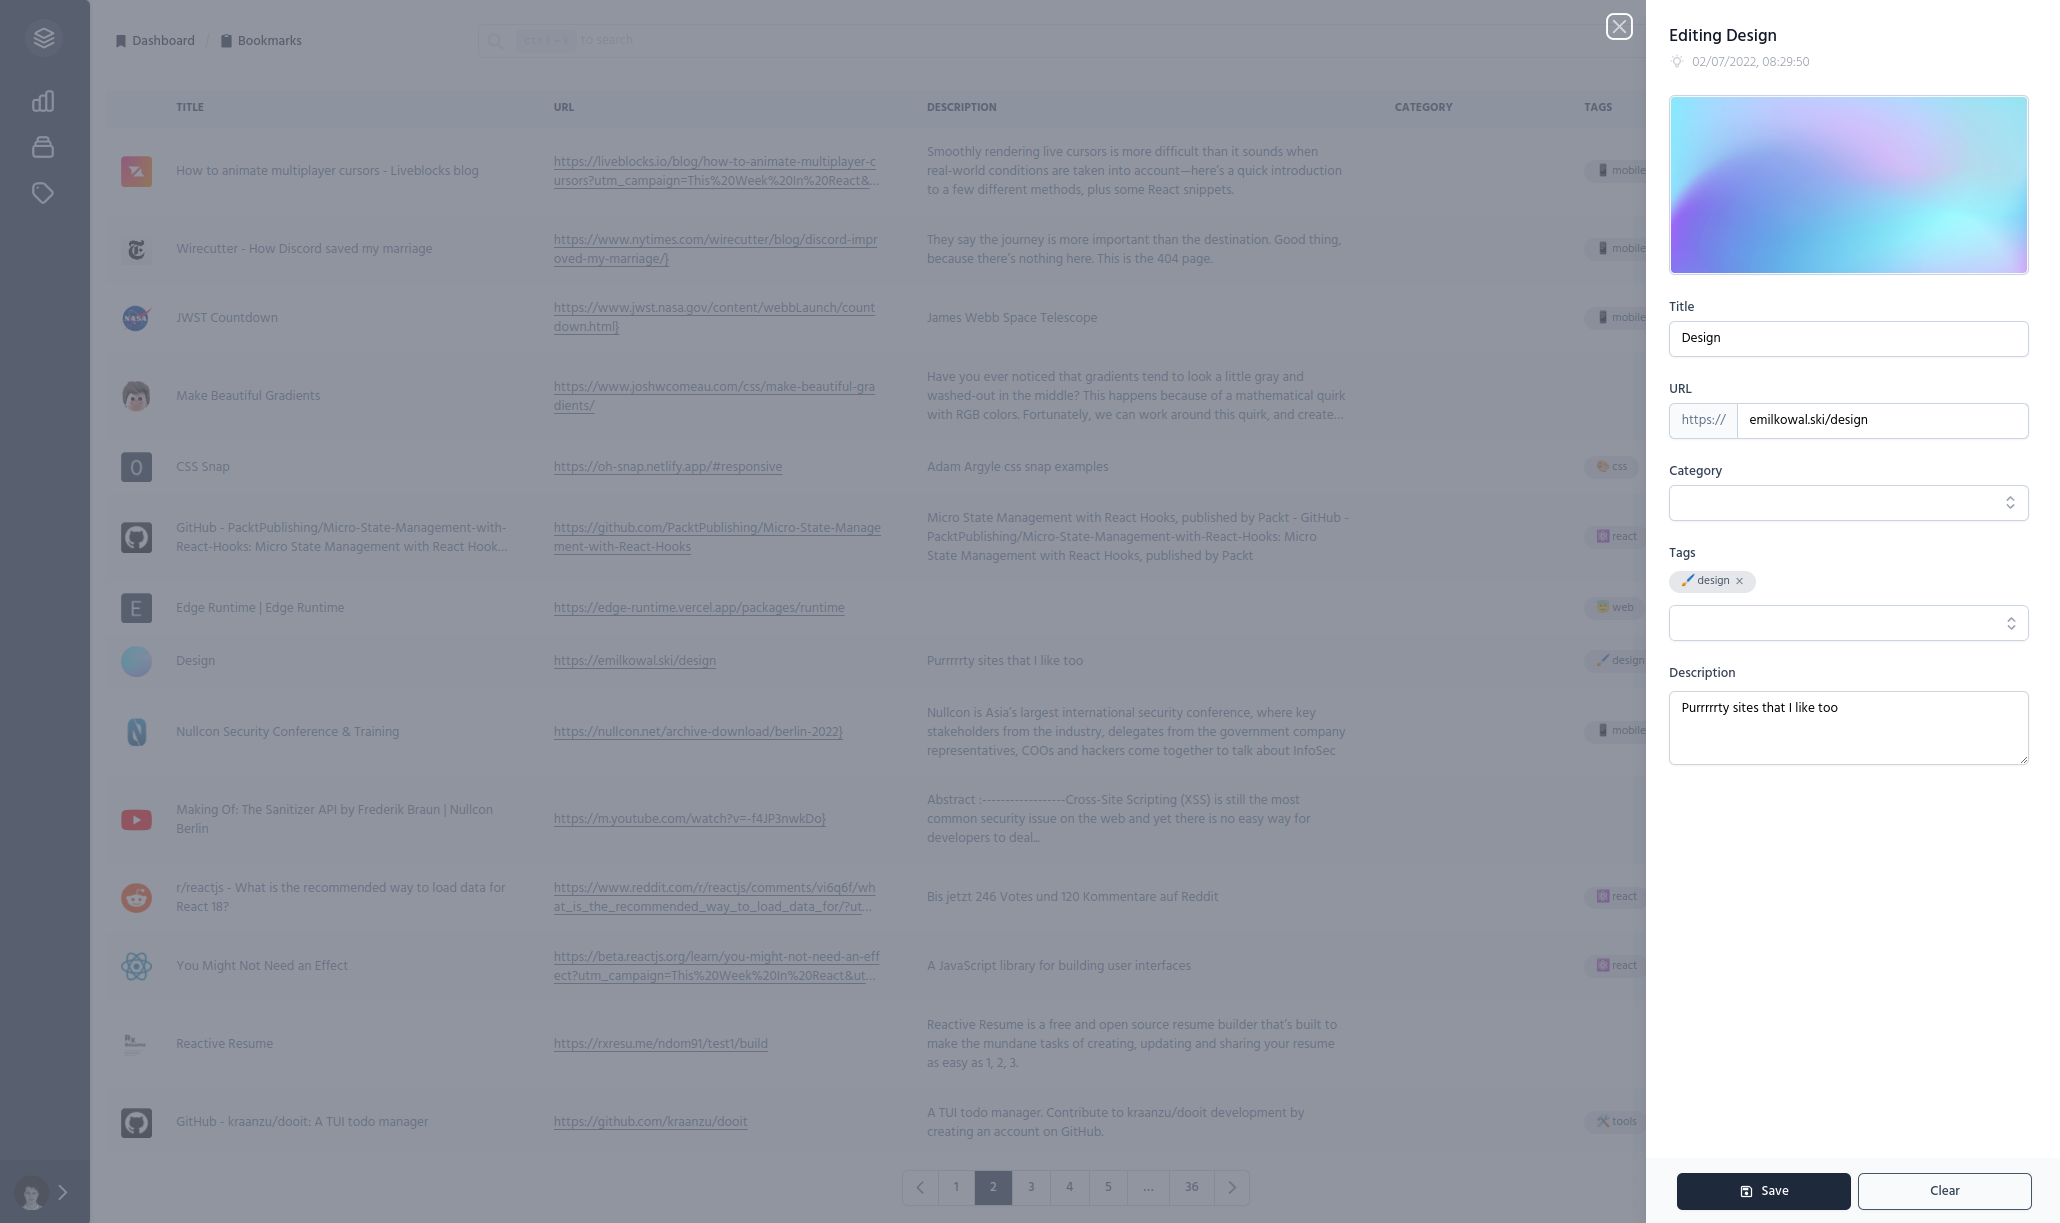 Dashboard / Bookmarks
ctrl + k to search
TITLE URL DESCRIPTION CATEGORY TAGS
How to animate multiplayer cursors - Liveblocks blog
https://liveblocks.io/blog/how-to-animate-multiplayer-c
ursors?utm_campaign=This%20Week%20In%20React&...
Smoothly rendering live cursors is more difficult than it sounds when
real-world conditions are taken into account—here's a quick introduction
to a few different methods, plus some React snippets.
mobile
Wirecutter - How Discord saved my marriage
https://www.nytimes.com/wirecutter/blog/discord-impr
oved-my-marriage/}
They say the journey is more important than the destination. Good thing,
because there's nothing here. This is the 404 page.
mobile
NASA
JWST Countdown
https://www.jwst.nasa.gov/content/webbLaunch/count
down.html}
James Webb Space Telescope
mobile
Make Beautiful Gradients
https://www.joshwcomeau.com/css/make-beautiful-gra
dients/
Have you ever noticed that gradients tend to look a little gray and
washed-out in the middle? This happens because of a mathematical quirk
with RGB colors. Fortunately, we can work around this quirk, and create...
O
CSS Snap
https://oh-snap.netlify.app/#responsive
Adam Argyle css snap examples
css
GitHub - PacktPublishing/Micro-State-Management-with-
React-Hooks: Micro State Management with React Hook...
https://github.com/PacktPublishing/Micro-State-Manage
ment-with-React-Hooks
Micro State Management with React Hooks, published by Packt - GitHub -
PacktPublishing/Micro-State-Management-with-React-Hooks: Micro
State Management with React Hooks, published by Packt
react
E
Edge Runtime | Edge Runtime
https://edge-runtime.vercel.app/packages/runtime
web
Design
https://emilkowal.ski/design
Purrrrrty sites that I like too
design
Nullcon Security Conference & Training
https://nullcon.net/archive-download/berlin-2022}
Nullcon is Asia's largest international security conference, where key
stakeholders from the industry, delegates from the government company
representatives, COOs and hackers come together to talk about InfoSec
mobile
Making Of: The Sanitizer API by Frederik Braun | Nullcon
Berlin
https://m.youtube.com/watch?v=-f4JP3nwkDo}
Abstract :------------------Cross-Site Scripting (XSS) is still the most
common security issue on the web and yet there is no easy way for
developers to deal...
r/reactjs - What is the recommended way to load data for
React 18?
https://www.reddit.com/r/reactjs/comments/vi6q6f/wh
at_is_the_recommended_way_to_load_data_for/?ut...
Bis jetzt 246 Votes und 120 Kommentare auf Reddit
react
You Might Not Need an Effect
https://beta.reactjs.org/learn/you-might-not-need-an-eff
ect?utm_campaign=This%20Week%20In%20React&ut...
A JavaScript library for building user interfaces
react
Reactive Resume
https://rxresu.me/ndom91/test1/build
Reactive Resume is a free and open source resume builder that's built to
make the mundane tasks of creating, updating and sharing your resume
as easy as 1, 2, 3.
GitHub - kraanzu/dooit: A TUI todo manager
https://github.com/kraanzu/dooit
A TUI todo manager. Contribute to kraanzu/dooit development by
creating an account on GitHub.
tools
1 2 3 4 5 ... 36
Editing Design
02/07/2022, 08:29:50
Title
Design
URL
https:// emilkowal.ski/design
Category
Tags
design ×
Description
Purrrrrty sites that I like too
Save Clear